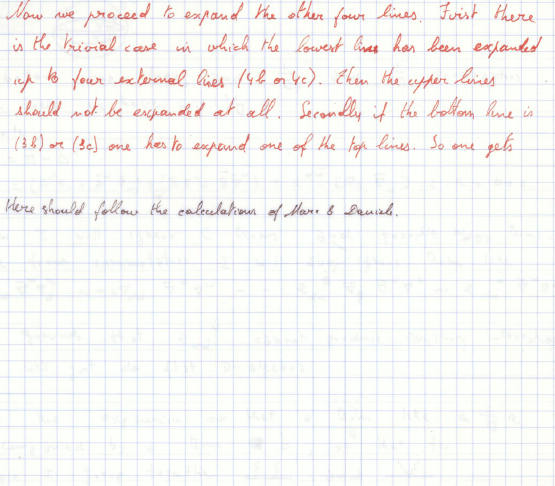 Now we proceed to expand the other four lines. First there
is the trivial case in which the lowest line has been expanded
up to four external lines (4b or 4c). Then the upper lines
should not be expanded at all. Secondly if the bottom line is
(3b) or (3c) one has to expand one of the top lines. So one gets
Here should follow the calculations of Marc & Daniele.